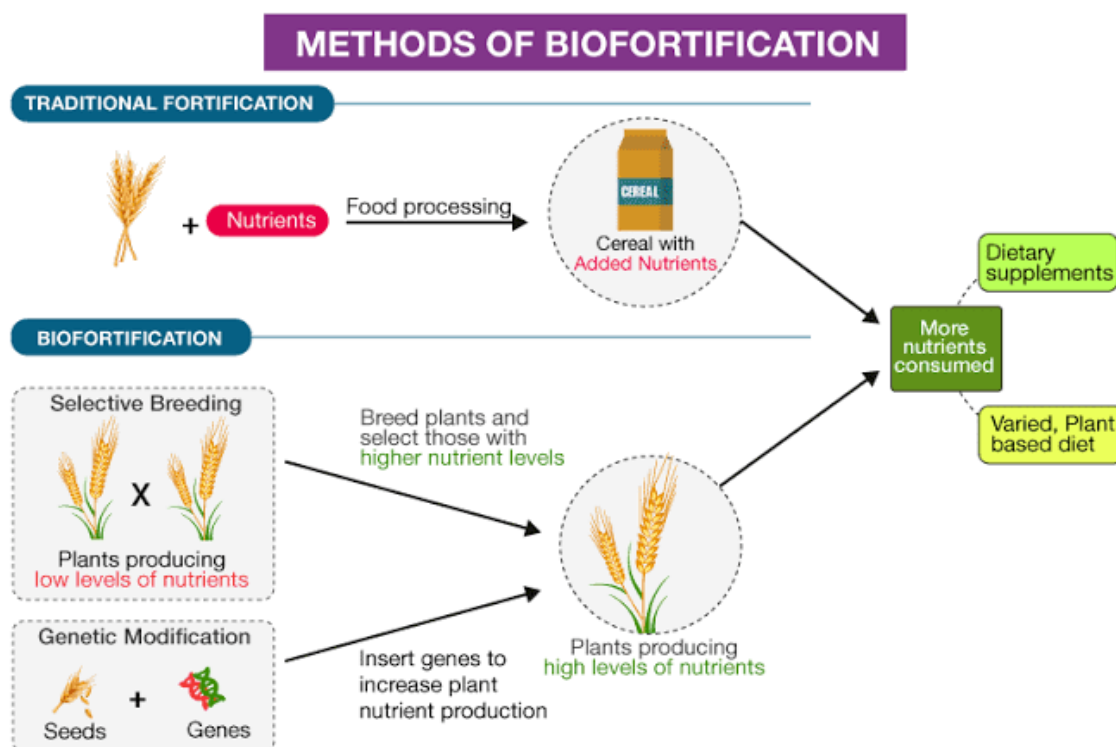 METHODS OF BIOFORTIFICATION
TRADITIONAL FORTIFICATION
+ Nutrients
Food processing
CEREAL
Cereal with
Added Nutrients
Dietary
supplements
More
nutrients
consumed
Varied, Plant
based diet
BIOFORTIFICATION
Selective Breeding
X
Plants producing
low levels of nutrients
Breed plants and
select those with
higher nutrient levels
Genetic Modification
+
Seeds
Genes
Insert genes to
increase plant
nutrient production
Plants producing
high levels of nutrients